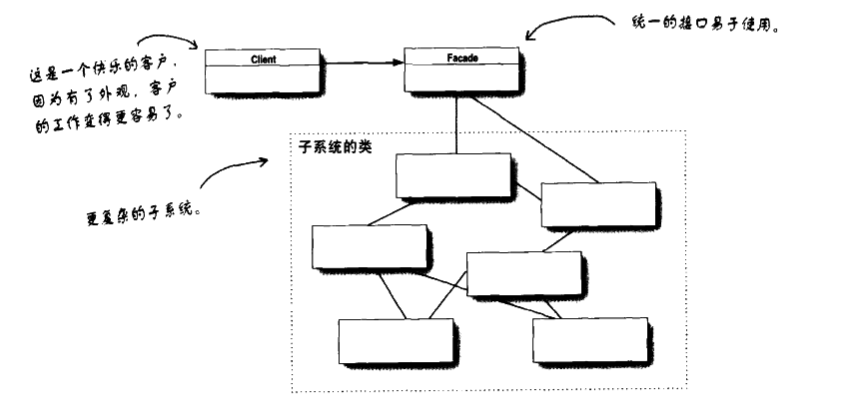 统一的接口易于使用。
这是一个快乐的客户，
因为有了外观，客户
的工作变得更容易了。
Client
Facade
子系统的类
更复杂的子系统。